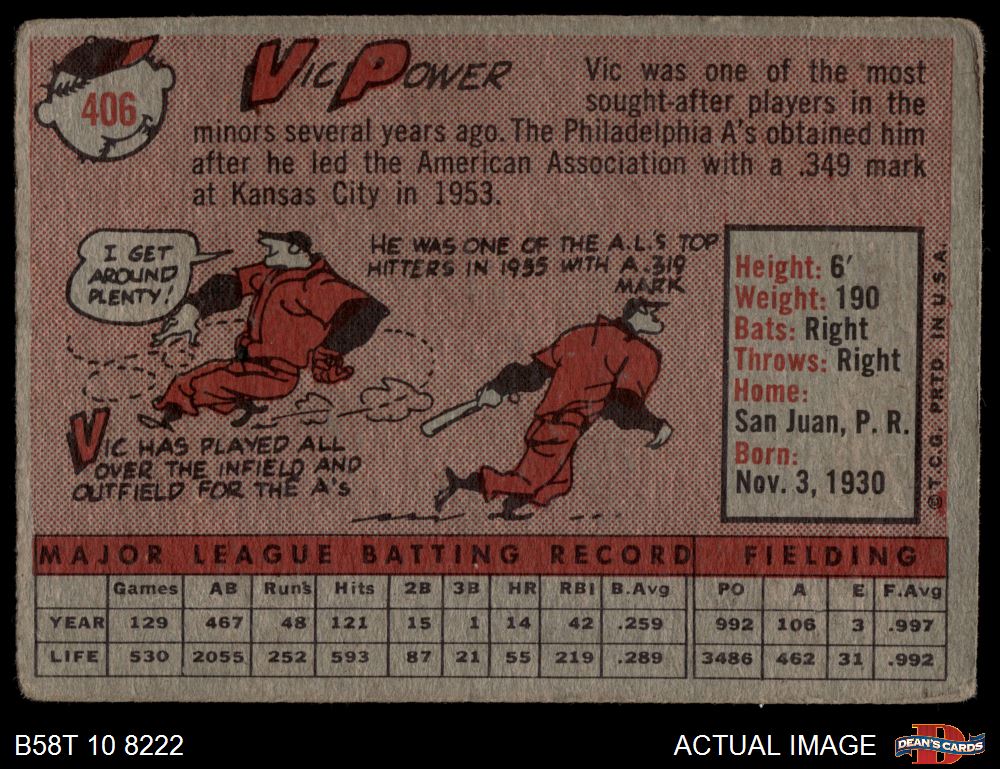 406
Vic Power
Vic was one of the most
sought-after players in the
minors several years ago. The Philadelphia A's obtained him
after he led the American Association with a .349 mark
at Kansas City in 1953.
I GET
AROUND
PLENTY!
HE WAS ONE OF THE A.L.'S TOP
HITTERS IN 1955 WITH A .319
MARK
VIC HAS PLAYED ALL
OVER THE INFIELD AND
OUTFIELD FOR THE A's
Height: 6'
Weight: 190
Bats: Right
Throws: Right
Home:
San Juan, P. R.
Born:
Nov. 3, 1930
© T.C.G. PRTD. IN U.S.A.
MAJOR LEAGUE BATTING RECORD FIELDING
Games AB Runs Hits 2B 3B HR RBI B.Avg PO A E F.Avg
YEAR 129 467 48 121 15 1 14 42 .259 992 106 3 .997
LIFE 530 2055 252 593 87 21 55 219 .289 3486 462 31 .992
B58T 10 8222
ACTUAL IMAGE
D
DEAN'S CARDS